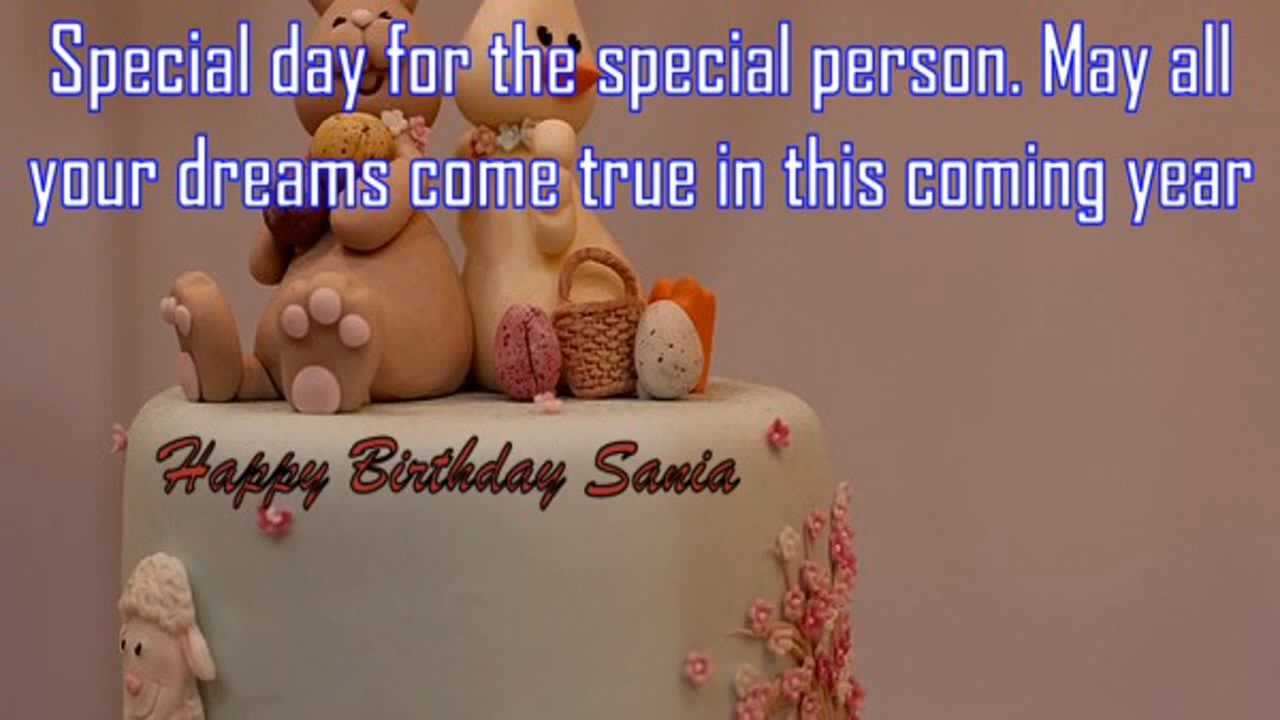 Special day for the special person. May all
your dreams come true in this coming year
Happy Birthday Sania